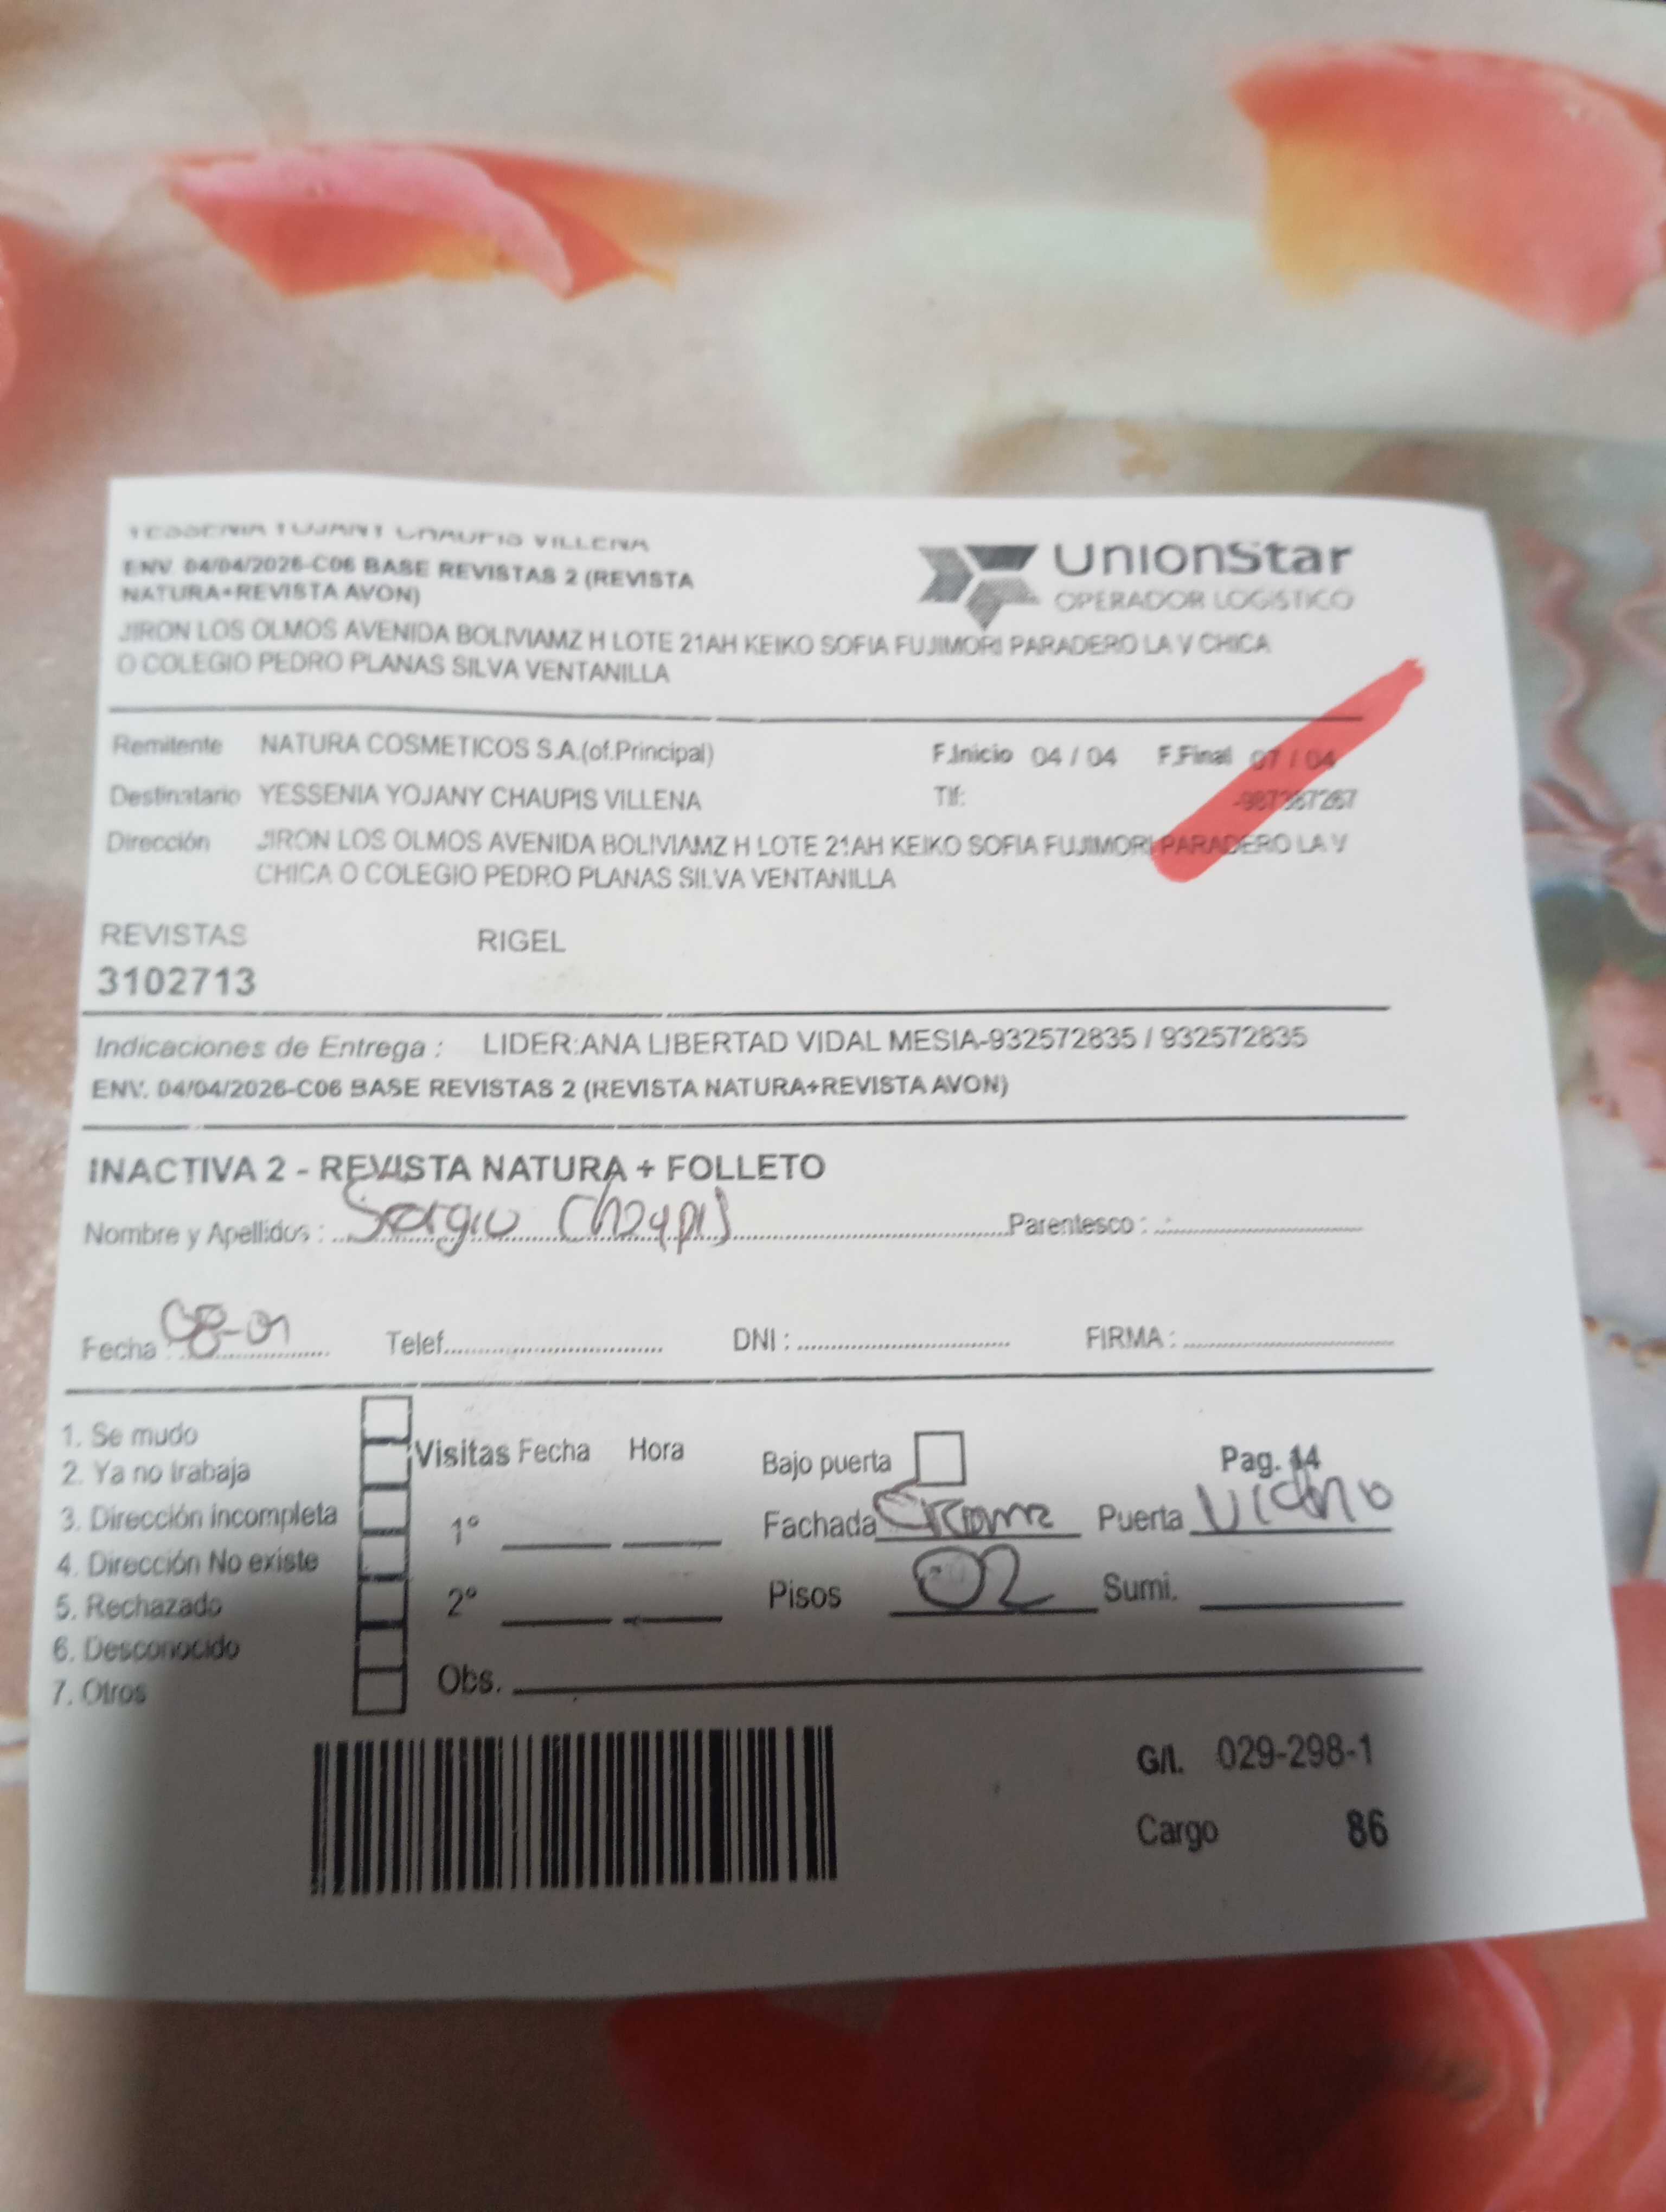 YESSENIA YOJANY CHAUPIS VILLENA
ENV. 04/04/2026-C06 BASE REVISTAS 2 (REVISTA
NATURA+REVISTA AVON)
UnionStar
OPERADOR LOGISTICO
JIRON LOS OLMOS AVENIDA BOLIVIAMZ H LOTE 21AH KEIKO SOFIA FUJIMORI PARADERO LA V CHICA
O COLEGIO PEDRO PLANAS SILVA VENTANILLA
Remitente NATURA COSMETICOS S.A.(of.Principal) F.Inicio 04 / 04 F.Final 07 / 04
Destinatario YESSENIA YOJANY CHAUPIS VILLENA Tlf: -987387267
Dirección JIRON LOS OLMOS AVENIDA BOLIVIAMZ H LOTE 21AH KEIKO SOFIA FUJIMORI PARADERO LA V
CHICA O COLEGIO PEDRO PLANAS SILVA VENTANILLA
REVISTAS RIGEL
3102713
Indicaciones de Entrega : LIDER:ANA LIBERTAD VIDAL MESIA-932572835 / 932572835
ENV. 04/04/2026-C06 BASE REVISTAS 2 (REVISTA NATURA+REVISTA AVON)
INACTIVA 2 - REVISTA NATURA + FOLLETO
Nombre y Apellidos : Sergio Chaupis Parentesco :
Fecha : 08-01 Telef. DNI : FIRMA :
1. Se mudo
2. Ya no trabaja
3. Dirección incompleta
4. Dirección No existe
5. Rechazado
6. Desconocido
7. Otros
Visitas Fecha Hora
1°
2°
Obs.
Bajo puerta Pag. 14
Fachada Crema Puerta
Pisos 02 Sumi.
G/I. 029-298-1
Cargo 86